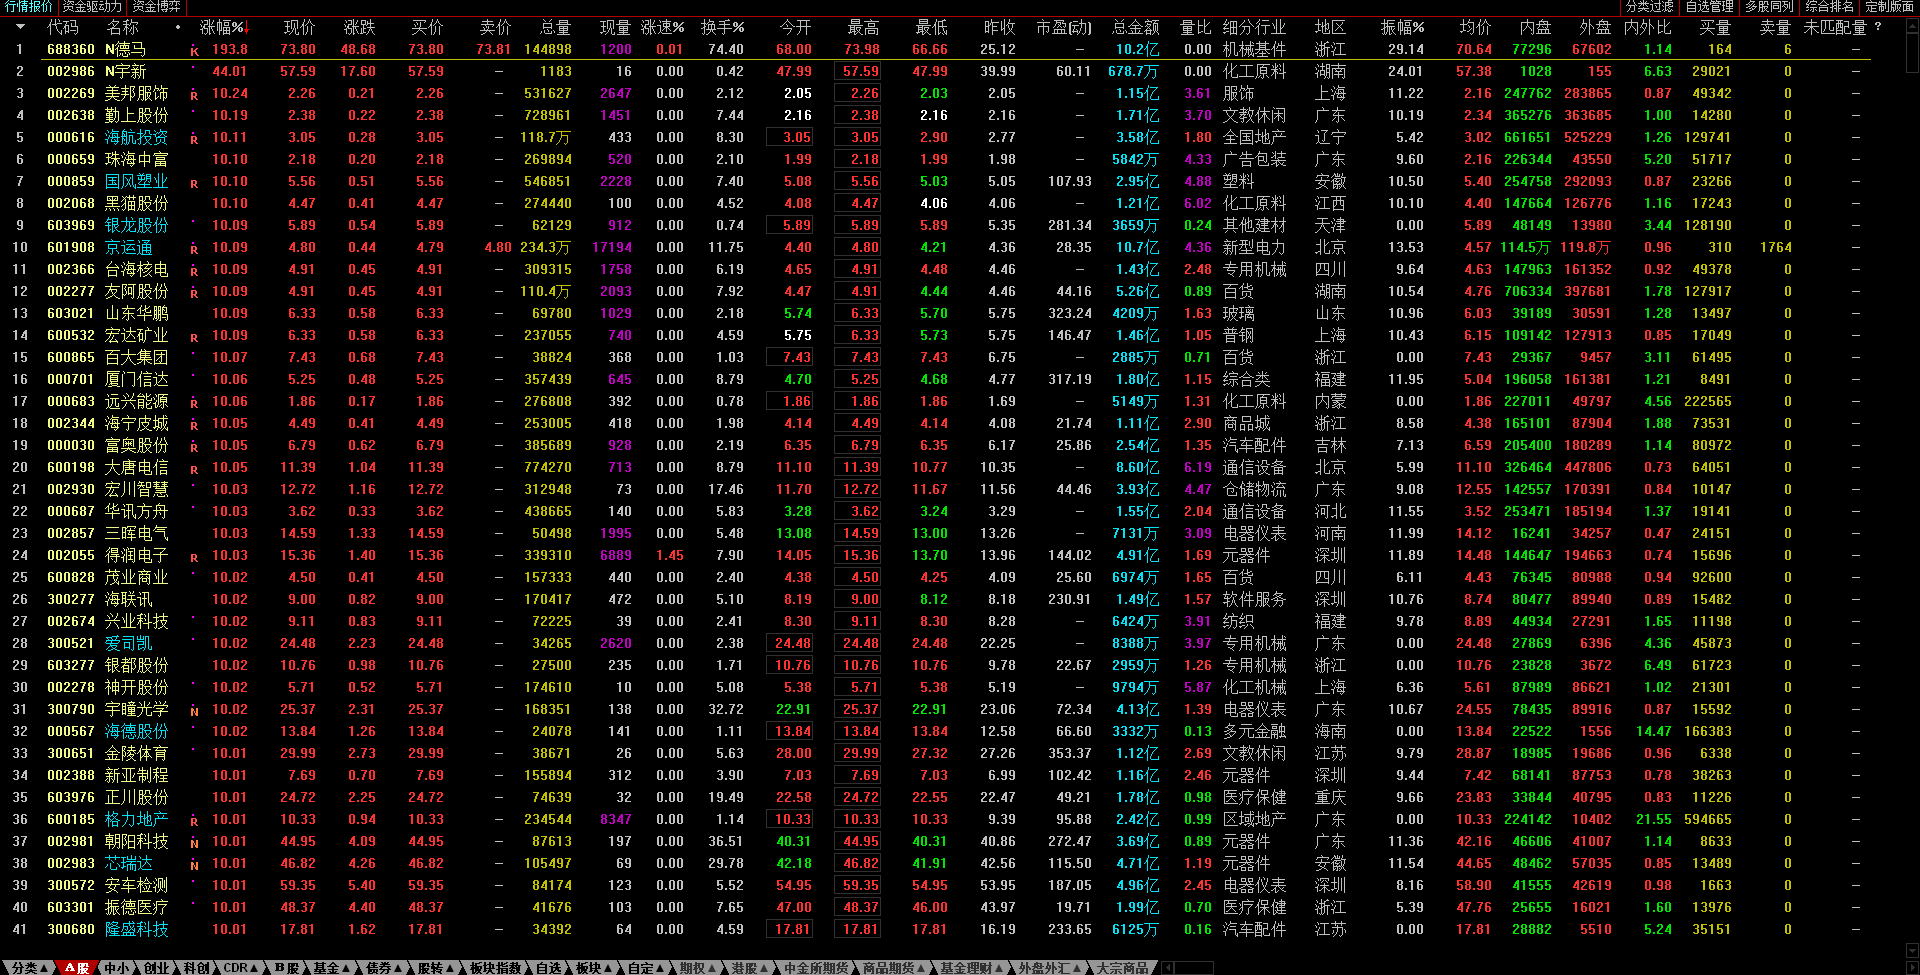 行情报价 资金驱动力 资金博弈 分类过滤 自选管理 多股同列 综合排名 定制版面
代码 名称 涨幅%↓ 现价 涨跌 买价 卖价 总量 现量 涨速% 换手% 今开 最高 最低 昨收 市盈(动) 总金额 量比 细分行业 地区 振幅% 均价 内盘 外盘 内外比 买量 卖量 未匹配量 ?
1 688360 N德马 K 193.8 73.80 48.68 73.80 73.81 144898 1200 0.01 74.40 68.00 73.98 66.66 25.12 10.2亿 0.00 机械基件 浙江 29.14 70.64 77296 67602 1.14 164 6
2 002986 N宇新 44.01 57.59 17.60 57.59 – 1183 16 0.00 0.42 47.99 57.59 47.99 39.99 60.11 678.7万 0.00 化工原料 湖南 24.01 57.38 1028 155 6.63 29021 0 –
3 002269 美邦服饰 R 10.24 2.26 0.21 2.26 – 531627 2647 0.00 2.12 2.05 2.26 2.03 2.05 – 1.15亿 3.61 服饰 上海 11.22 2.16 247762 283865 0.87 49342 0 –
4 002638 勤上股份 10.19 2.38 0.22 2.38 – 728961 1451 0.00 7.44 2.16 2.38 2.16 2.16 – 1.71亿 3.70 文教休闲 广东 10.19 2.34 365276 363685 1.00 14280 0 –
5 000616 海航投资 R 10.11 3.05 0.28 3.05 – 118.7万 433 0.00 8.30 3.05 3.05 2.90 2.77 – 3.58亿 1.80 全国地产 辽宁 5.42 3.02 661651 525229 1.26 129741 0 –
6 000659 珠海中富 10.10 2.18 0.20 2.18 – 269894 520 0.00 2.10 1.99 2.18 1.99 1.98 – 5842万 4.33 广告包装 广东 9.60 2.16 226344 43550 5.20 51717 0 –
7 000859 国风塑业 R 10.10 5.56 0.51 5.56 – 546851 2228 0.00 7.40 5.08 5.56 5.03 5.05 107.93 2.95亿 4.88 塑料 安徽 10.50 5.40 254758 292093 0.87 23266 0 –
8 002068 黑猫股份 10.10 4.47 0.41 4.47 – 274440 100 0.00 4.52 4.08 4.47 4.06 4.06 – 1.21亿 6.02 化工原料 江西 10.10 4.40 147664 126776 1.16 17243 0 –
9 603969 银龙股份 10.09 5.89 0.54 5.89 – 62129 912 0.00 0.74 5.89 5.89 5.89 5.35 281.34 3659万 0.24 其他建材 天津 0.00 5.89 48149 13980 3.44 128190 0 –
10 601908 京运通 R 10.09 4.80 0.44 4.79 4.80 234.3万 17194 0.00 11.75 4.40 4.80 4.21 4.36 28.35 10.7亿 4.36 新型电力 北京 13.53 4.57 114.5万 119.8万 0.96 310 1764 –
11 002366 台海核电 R 10.09 4.91 0.45 4.91 – 309315 1758 0.00 6.19 4.65 4.91 4.48 4.46 – 1.43亿 2.48 专用机械 四川 9.64 4.63 147963 161352 0.92 49378 0 –
12 002277 友阿股份 R 10.09 4.91 0.45 4.91 – 110.4万 2093 0.00 7.92 4.47 4.91 4.44 4.46 44.16 5.26亿 0.89 百货 湖南 10.54 4.76 706334 397681 1.78 127917 0 –
13 603021 山东华鹏 10.09 6.33 0.58 6.33 – 69780 1029 0.00 2.18 5.74 6.33 5.70 5.75 323.24 4209万 1.63 玻璃 山东 10.96 6.03 39189 30591 1.28 13497 0 –
14 600532 宏达矿业 R 10.09 6.33 0.58 6.33 – 237055 740 0.00 4.59 5.75 6.33 5.73 5.75 146.47 1.46亿 1.05 普钢 上海 10.43 6.15 109142 127913 0.85 17049 0 –
15 600865 百大集团 10.07 7.43 0.68 7.43 – 38824 368 0.00 1.03 7.43 7.43 7.43 6.75 – 2885万 0.71 百货 浙江 0.00 7.43 29367 9457 3.11 61495 0 –
16 000701 厦门信达 10.06 5.25 0.48 5.25 – 357439 645 0.00 8.79 4.70 5.25 4.68 4.77 317.19 1.80亿 1.15 综合类 福建 11.95 5.04 196058 161381 1.21 8491 0 –
17 000683 远兴能源 R 10.06 1.86 0.17 1.86 – 276808 392 0.00 0.78 1.86 1.86 1.86 1.69 – 5149万 1.31 化工原料 内蒙 0.00 1.86 227011 49797 4.56 222565 0 –
18 002344 海宁皮城 R 10.05 4.49 0.41 4.49 – 253005 418 0.00 1.98 4.14 4.49 4.14 4.08 21.74 1.11亿 2.90 商品城 浙江 8.58 4.38 165101 87904 1.88 73531 0 –
19 000030 富奥股份 R 10.05 6.79 0.62 6.79 – 385689 928 0.00 2.19 6.35 6.79 6.35 6.17 25.86 2.54亿 1.35 汽车配件 吉林 7.13 6.59 205400 180289 1.14 80972 0 –
20 600198 大唐电信 R 10.05 11.39 1.04 11.39 – 774270 713 0.00 8.79 11.10 11.39 10.77 10.35 – 8.60亿 6.19 通信设备 北京 5.99 11.10 326464 447806 0.73 64051 0 –
21 002930 宏川智慧 10.03 12.72 1.16 12.72 – 312948 73 0.00 17.46 11.70 12.72 11.67 11.56 44.46 3.93亿 4.47 仓储物流 广东 9.08 12.55 142557 170391 0.84 10147 0 –
22 000687 华讯方舟 10.03 3.62 0.33 3.62 – 438665 140 0.00 5.83 3.28 3.62 3.24 3.29 – 1.55亿 2.04 通信设备 河北 11.55 3.52 253471 185194 1.37 19141 0 –
23 002857 三晖电气 10.03 14.59 1.33 14.59 – 50498 1995 0.00 5.48 13.08 14.59 13.00 13.26 – 7131万 3.09 电器仪表 河南 11.99 14.12 16241 34257 0.47 24151 0 –
24 002055 得润电子 R 10.03 15.36 1.40 15.36 – 339310 6889 1.45 7.90 14.05 15.36 13.70 13.96 144.02 4.91亿 1.69 元器件 深圳 11.89 14.48 144647 194663 0.74 15696 0 –
25 600828 茂业商业 10.02 4.50 0.41 4.50 – 157333 440 0.00 2.40 4.38 4.50 4.25 4.09 25.60 6974万 1.65 百货 四川 6.11 4.43 76345 80988 0.94 92600 0 –
26 300277 海联讯 10.02 9.00 0.82 9.00 – 170417 472 0.00 5.10 8.19 9.00 8.12 8.18 230.91 1.49亿 1.57 软件服务 深圳 10.76 8.74 80477 89940 0.89 15482 0 –
27 002674 兴业科技 10.02 9.11 0.83 9.11 – 72225 39 0.00 2.41 8.30 9.11 8.30 8.28 – 6424万 3.91 纺织 福建 9.78 8.89 44934 27291 1.65 11198 0 –
28 300521 爱司凯 10.02 24.48 2.23 24.48 – 34265 2620 0.00 2.38 24.48 24.48 24.48 22.25 – 8388万 3.97 专用机械 广东 0.00 24.48 27869 6396 4.36 45873 0 –
29 603277 银都股份 10.02 10.76 0.98 10.76 – 27500 235 0.00 1.71 10.76 10.76 10.76 9.78 22.67 2959万 1.26 专用机械 浙江 0.00 10.76 23828 3672 6.49 61723 0 –
30 002278 神开股份 10.02 5.71 0.52 5.71 – 174610 10 0.00 5.08 5.38 5.71 5.38 5.19 – 9794万 5.87 化工机械 上海 6.36 5.61 87989 86621 1.02 21301 0 –
31 300790 宇瞳光学 N 10.02 25.37 2.31 25.37 – 168351 138 0.00 32.72 22.91 25.37 22.91 23.06 72.34 4.13亿 1.39 电器仪表 广东 10.67 24.55 78435 89916 0.87 15592 0 –
32 000567 海德股份 10.02 13.84 1.26 13.84 – 24078 141 0.00 1.11 13.84 13.84 13.84 12.58 66.60 3332万 0.13 多元金融 海南 0.00 13.84 22522 1556 14.47 166383 0 –
33 300651 金陵体育 10.01 29.99 2.73 29.99 – 38671 26 0.00 5.63 28.00 29.99 27.32 27.26 353.37 1.12亿 2.69 文教休闲 江苏 9.79 28.87 18985 19686 0.96 6338 0 –
34 002388 新亚制程 10.01 7.69 0.70 7.69 – 155894 312 0.00 3.90 7.03 7.69 7.03 6.99 102.42 1.16亿 2.46 元器件 深圳 9.44 7.42 68141 87753 0.78 38263 0 –
35 603976 正川股份 10.01 24.72 2.25 24.72 – 74639 32 0.00 19.49 22.58 24.72 22.55 22.47 49.21 1.78亿 0.98 医疗保健 重庆 9.66 23.83 33844 40795 0.83 11226 0 –
36 600185 格力地产 R 10.01 10.33 0.94 10.33 – 234544 8347 0.00 1.14 10.33 10.33 10.33 9.39 95.88 2.42亿 0.99 区域地产 广东 0.00 10.33 224142 10402 21.55 594665 0 –
37 002981 朝阳科技 N 10.01 44.95 4.09 44.95 – 87613 197 0.00 36.51 40.31 44.95 40.31 40.86 272.47 3.69亿 0.89 元器件 广东 11.36 42.16 46606 41007 1.14 8633 0 –
38 002983 芯瑞达 N 10.01 46.82 4.26 46.82 – 105497 69 0.00 29.78 42.18 46.82 41.91 42.56 115.50 4.71亿 1.19 元器件 安徽 11.54 44.65 48462 57035 0.85 13489 0 –
39 300572 安车检测 10.01 59.35 5.40 59.35 – 84174 123 0.00 5.52 54.95 59.35 54.95 53.95 187.05 4.96亿 2.45 电器仪表 深圳 8.16 58.90 41555 42619 0.98 1663 0 –
40 603301 振德医疗 10.01 48.37 4.40 48.37 – 41676 103 0.00 7.65 47.00 48.37 46.00 43.97 19.71 1.99亿 0.70 医疗保健 浙江 5.39 47.76 25655 16021 1.60 13976 0 –
41 300680 隆盛科技 10.01 17.81 1.62 17.81 – 34392 64 0.00 4.59 17.81 17.81 17.81 16.19 233.65 6125万 0.16 汽车配件 江苏 0.00 17.81 28882 5510 5.24 35151 0 –
分类▲ A股 中小 创业 科创 CDR▲ B股 基金▲ 债券▲ 股转▲ 板块指数 自选 板块▲ 自定▲ 期权▲ 港股▲ 中金所期货 商品期货▲ 基金理财▲ 外盘外汇▲ 大宗商品